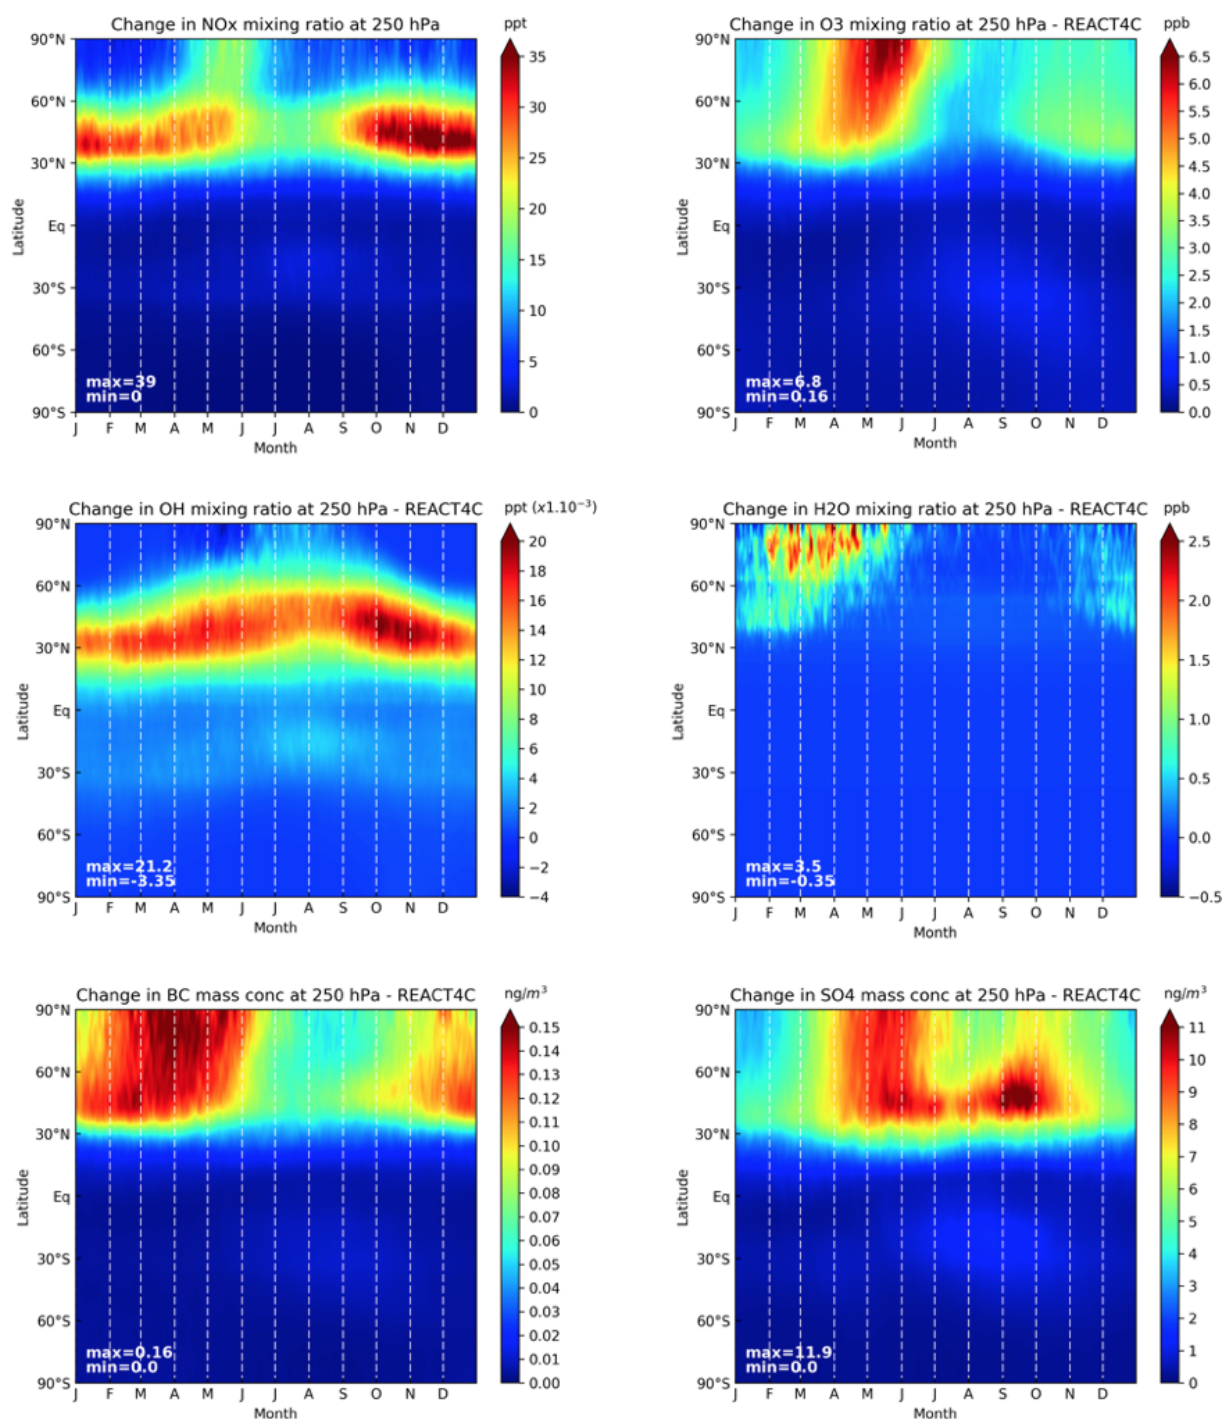 Change in NOx mixing ratio at 250 hPa
ppt
90°N
60°N
30°N
Eq
30°S
60°S
90°S
Latitude
max=39
min=0
J F M A M J J A S O N D
Month
35
30
25
20
15
10
5
0
Change in O3 mixing ratio at 250 hPa - REACT4C
ppb
90°N
60°N
30°N
Eq
30°S
60°S
90°S
Latitude
max=6.8
min=0.16
J F M A M J J A S O N D
Month
6.5
6.0
5.5
5.0
4.5
4.0
3.5
3.0
2.5
2.0
1.5
1.0
0.5
0.0
Change in OH mixing ratio at 250 hPa - REACT4C
ppt (x1.10⁻³)
90°N
60°N
30°N
Eq
30°S
60°S
90°S
Latitude
max=21.2
min=-3.35
J F M A M J J A S O N D
Month
20
18
16
14
12
10
8
6
4
2
0
−2
−4
Change in H2O mixing ratio at 250 hPa - REACT4C
ppb
90°N
60°N
30°N
Eq
30°S
60°S
90°S
Latitude
max=3.5
min=-0.35
J F M A M J J A S O N D
Month
2.5
2.0
1.5
1.0
0.5
0.0
−0.5
Change in BC mass conc at 250 hPa - REACT4C
ng/m³
90°N
60°N
30°N
Eq
30°S
60°S
90°S
Latitude
max=0.16
min=0.0
J F M A M J J A S O N D
Month
0.15
0.14
0.13
0.12
0.11
0.10
0.09
0.08
0.07
0.06
0.05
0.04
0.03
0.02
0.01
0.00
Change in SO4 mass conc at 250 hPa - REACT4C
ng/m³
90°N
60°N
30°N
Eq
30°S
60°S
90°S
Latitude
max=11.9
min=0.0
J F M A M J J A S O N D
Month
11
10
9
8
7
6
5
4
3
2
1
0